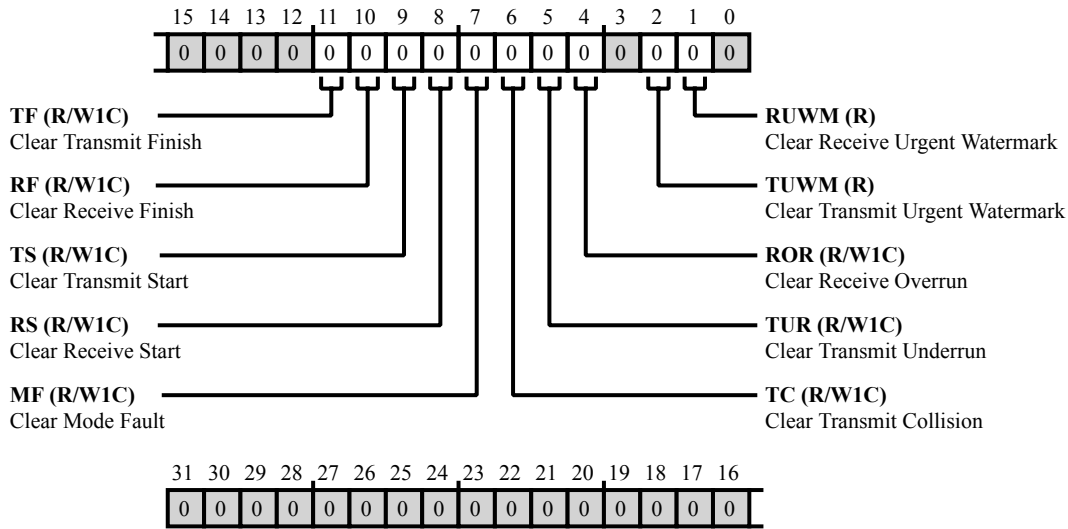 15 14 13 12 11 10 9 8 7 6 5 4 3 2 1 0
0 0 0 0 0 0 0 0 0 0 0 0 0 0 0 0
TF (R/W1C)
Clear Transmit Finish
RF (R/W1C)
Clear Receive Finish
TS (R/W1C)
Clear Transmit Start
RS (R/W1C)
Clear Receive Start
MF (R/W1C)
Clear Mode Fault
RUWM (R)
Clear Receive Urgent Watermark
TUWM (R)
Clear Transmit Urgent Watermark
ROR (R/W1C)
Clear Receive Overrun
TUR (R/W1C)
Clear Transmit Underrun
TC (R/W1C)
Clear Transmit Collision
31 30 29 28 27 26 25 24 23 22 21 20 19 18 17 16
0 0 0 0 0 0 0 0 0 0 0 0 0 0 0 0